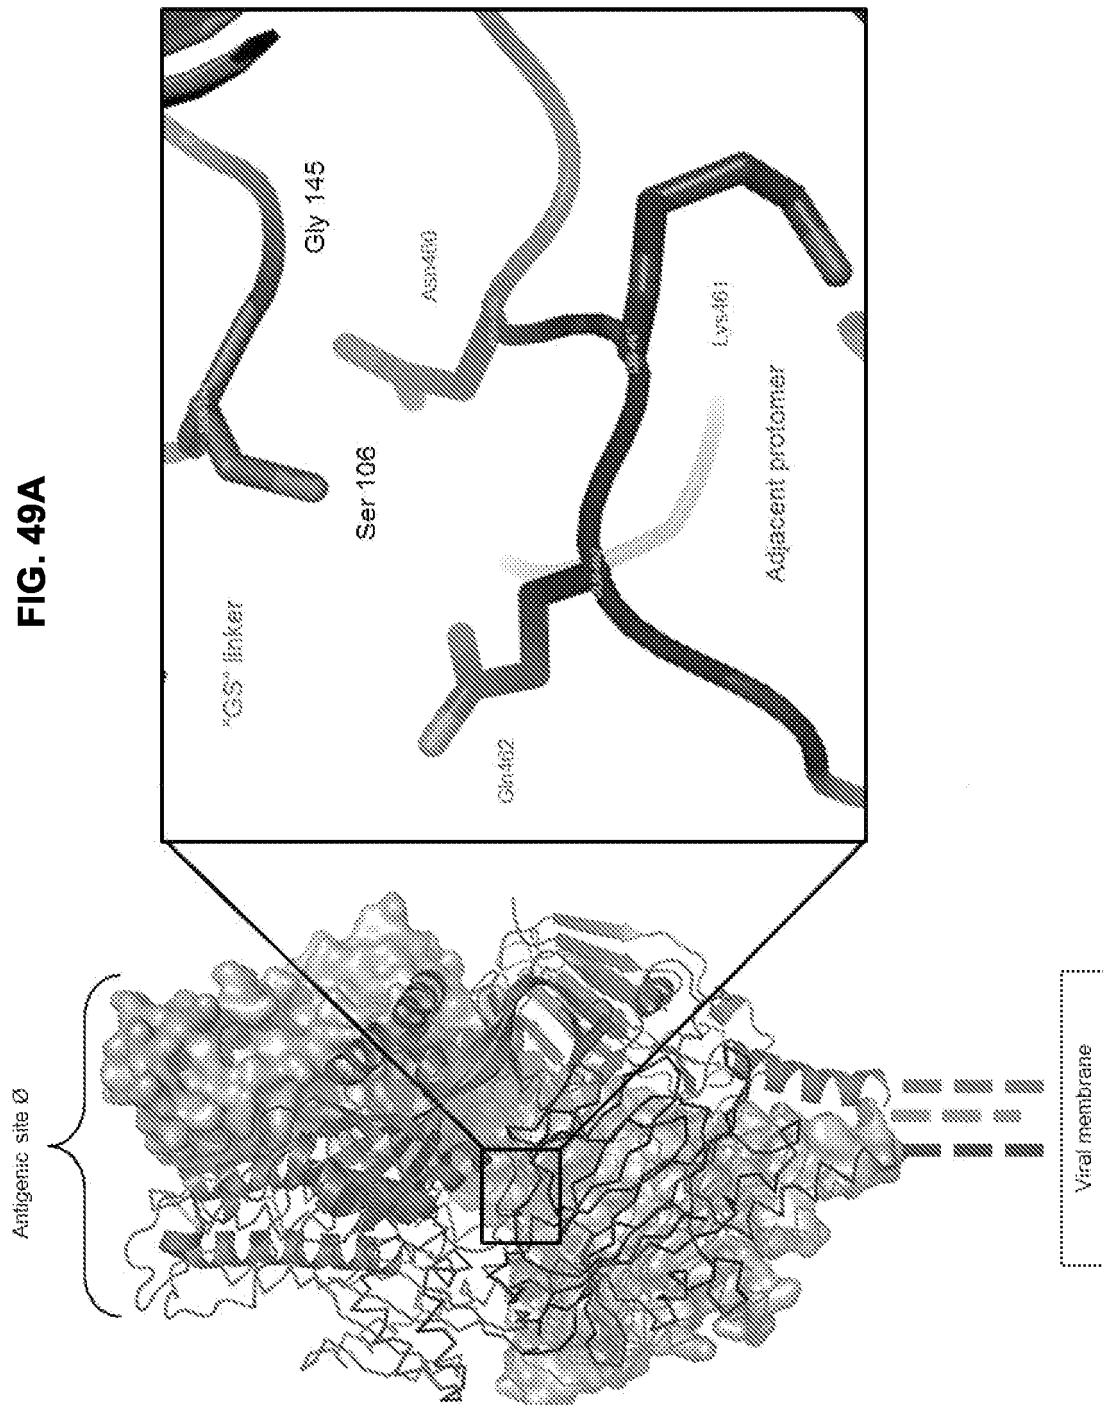 FIG. 49A
Antigenic site Ø
"GS" linker
Gly 145
Ser 106
Asn460
Gln462
Lys461
Adjacent protomer
Viral membrane